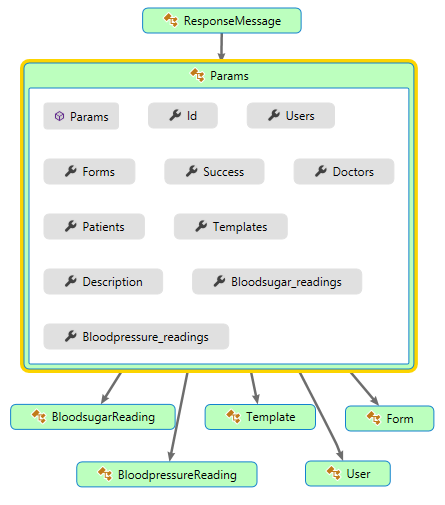 ResponseMessage
Params
Params Id Users
Forms Success Doctors
Patients Templates
Description Bloodsugar_readings
Bloodpressure_readings
BloodsugarReading Template Form
BloodpressureReading User